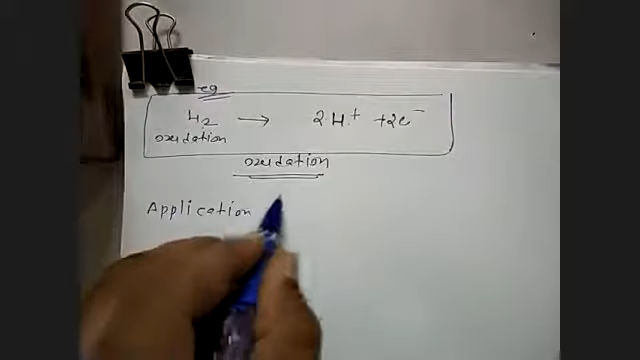 eg
H₂ → 2H⁺ + 2e⁻
oxidation
oxidation
Application